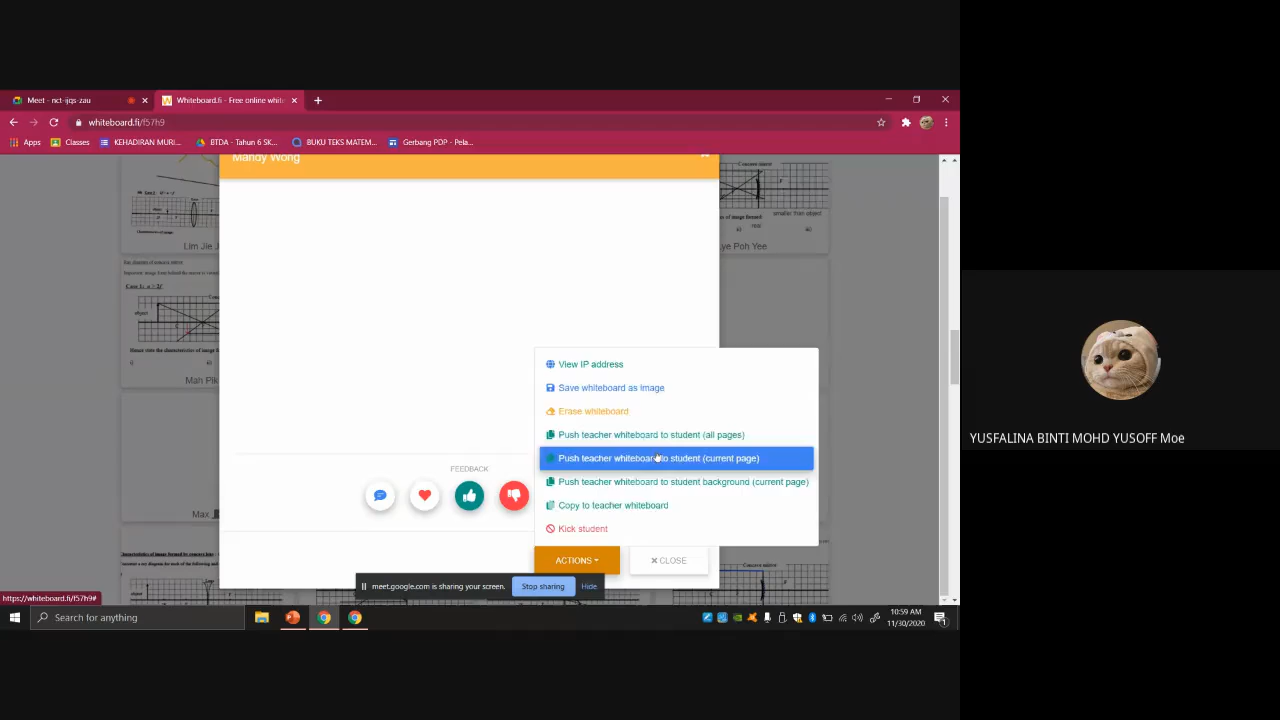 Meet - nct-ijqs-zau
Whiteboard.fi - Free online white
whiteboard.fi/f57h9
Apps
Classes
KEHADIRAN MURI...
BTDA - Tahun 6 SK...
BUKU TEKS MATEM...
Gerbang PDP - Pela...
Mandy Wong
smaller than object
Lim Jie J
ye Poh Yee
object
Mah Pik
Max
View IP address
Save whiteboard as image
Erase whiteboard
Push teacher whiteboard to student (all pages)
Push teacher whiteboard to student (current page)
Push teacher whiteboard to student background (current page)
Copy to teacher whiteboard
Kick student
FEEDBACK
ACTIONS
CLOSE
meet.google.com is sharing your screen.
Stop sharing
Hide
https://whiteboard.fi/f57h9#
Search for anything
10:59 AM
11/30/2020
YUSFALINA BINTI MOHD YUSOFF Moe